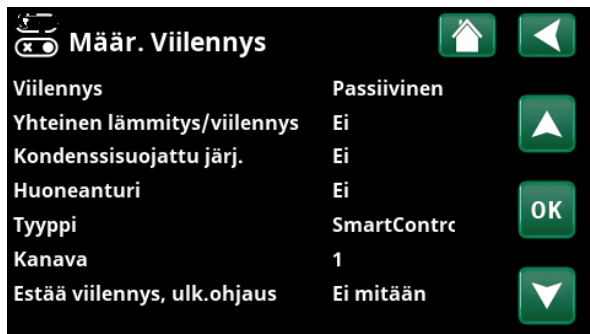 Määr. Viilennys
Viilennys Passiivinen
Yhteinen lämmitys/viilennys Ei
Kondenssisuojattu järj. Ei
Huoneanturi Ei
OK
Tyyppi SmartContrc
Kanava 1
Estää viilennys, ulk.ohjaus Ei mitään